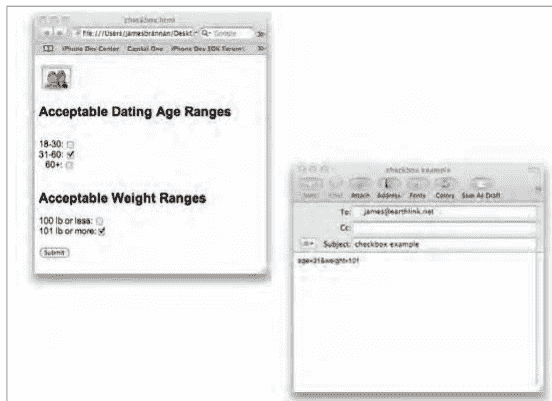 checkbox.html
file:///Users/jamesbrannan/Deskt
Google
iPhone Dev Center Capital One iPhone Dev SDK Forum
Acceptable Dating Age Ranges
18-30:
31-60:
60+:
Acceptable Weight Ranges
100 lb or less:
101 lb or more:
Submit
checkbox example
Send Chat Attach Address Fonts Colors Save As Draft
To: james@earthlink.net
Cc:
Subject: checkbox example
age=31&weight=101